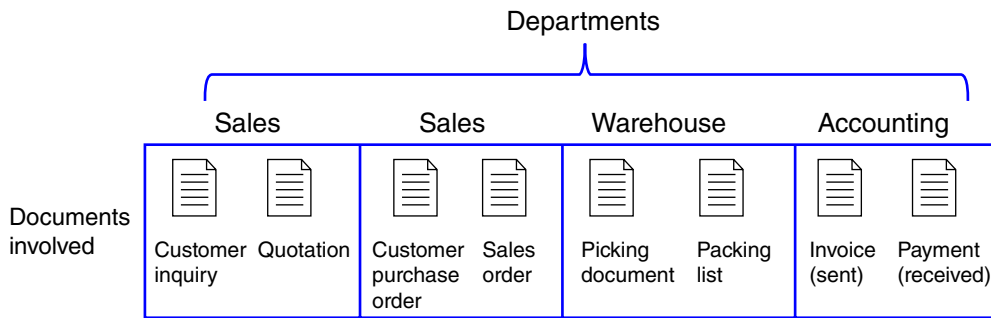 Departments
Sales
Sales
Warehouse
Accounting
Documents
involved
Customer
inquiry
Quotation
Customer
purchase
order
Sales
order
Picking
document
Packing
list
Invoice
(sent)
Payment
(received)